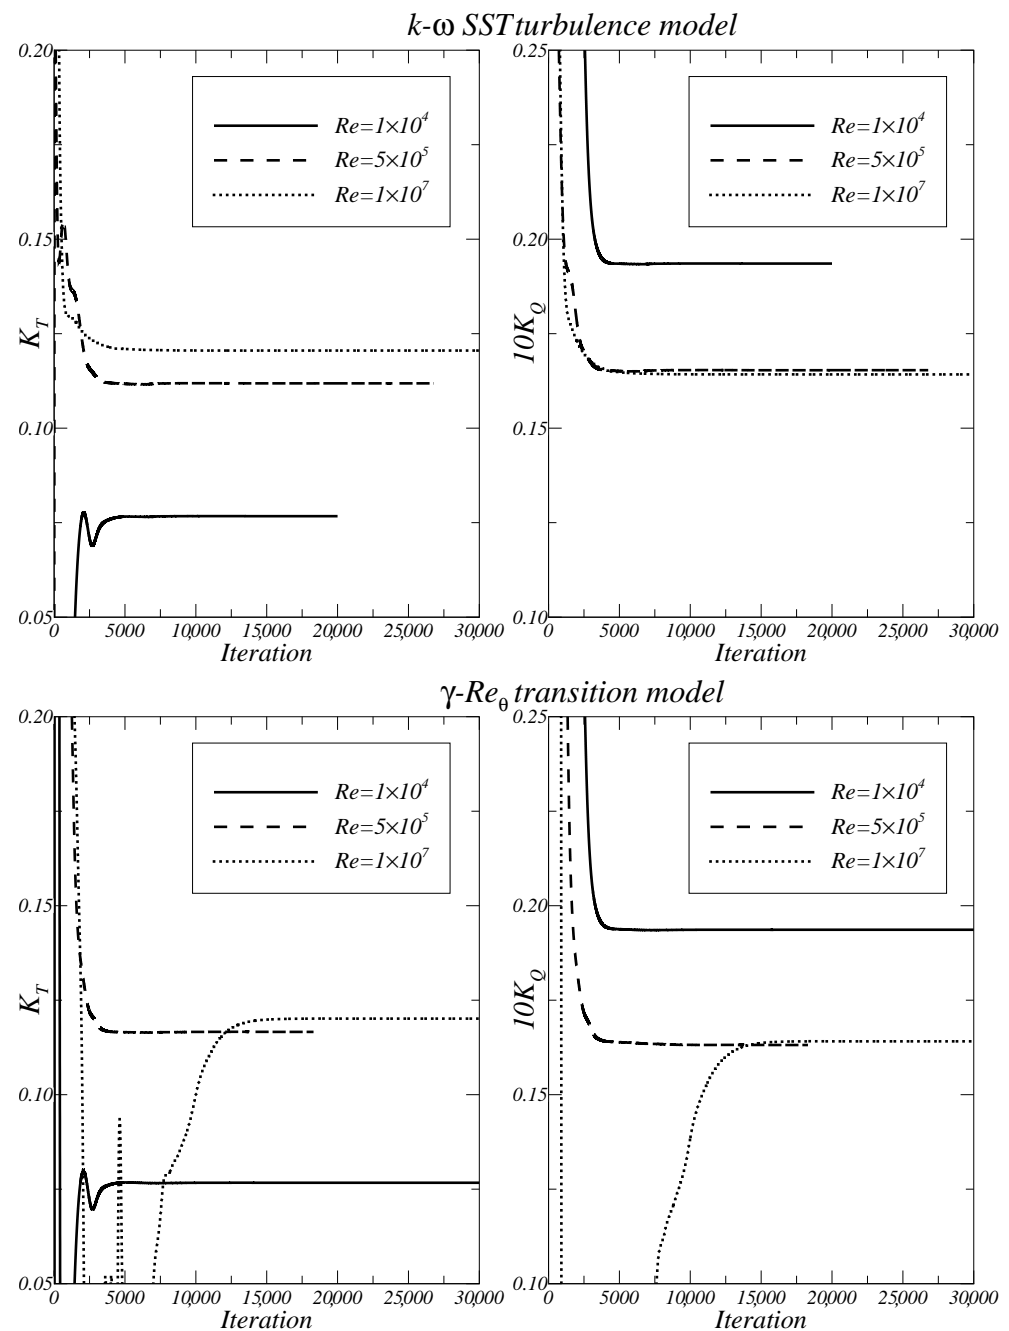 k-ω SST turbulence model
0.20
0.15
0.10
0.05
K_T
Re=1×10^4
Re=5×10^5
Re=1×10^7
0 5000 10,000 15,000 20,000 25,000 30,000
Iteration
0.25
0.20
0.15
0.10
10K_Q
Re=1×10^4
Re=5×10^5
Re=1×10^7
0 5000 10,000 15,000 20,000 25,000 30,000
Iteration
γ-Re_θ transition model
0.20
0.15
0.10
0.05
K_T
Re=1×10^4
Re=5×10^5
Re=1×10^7
0 5000 10,000 15,000 20,000 25,000 30,000
Iteration
0.25
0.20
0.15
0.10
10K_Q
Re=1×10^4
Re=5×10^5
Re=1×10^7
0 5000 10,000 15,000 20,000 25,000 30,000
Iteration